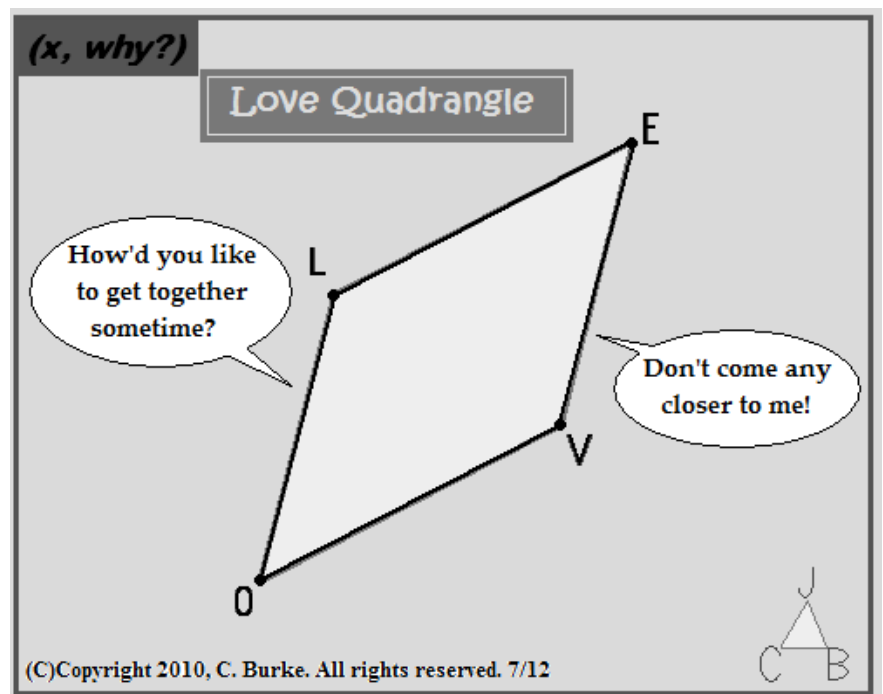 (x, why?)
Love Quadrangle
E
L
How'd you like
to get together
sometime?
Don't come any
closer to me!
V
O
J
C B
(C)Copyright 2010, C. Burke. All rights reserved. 7/12